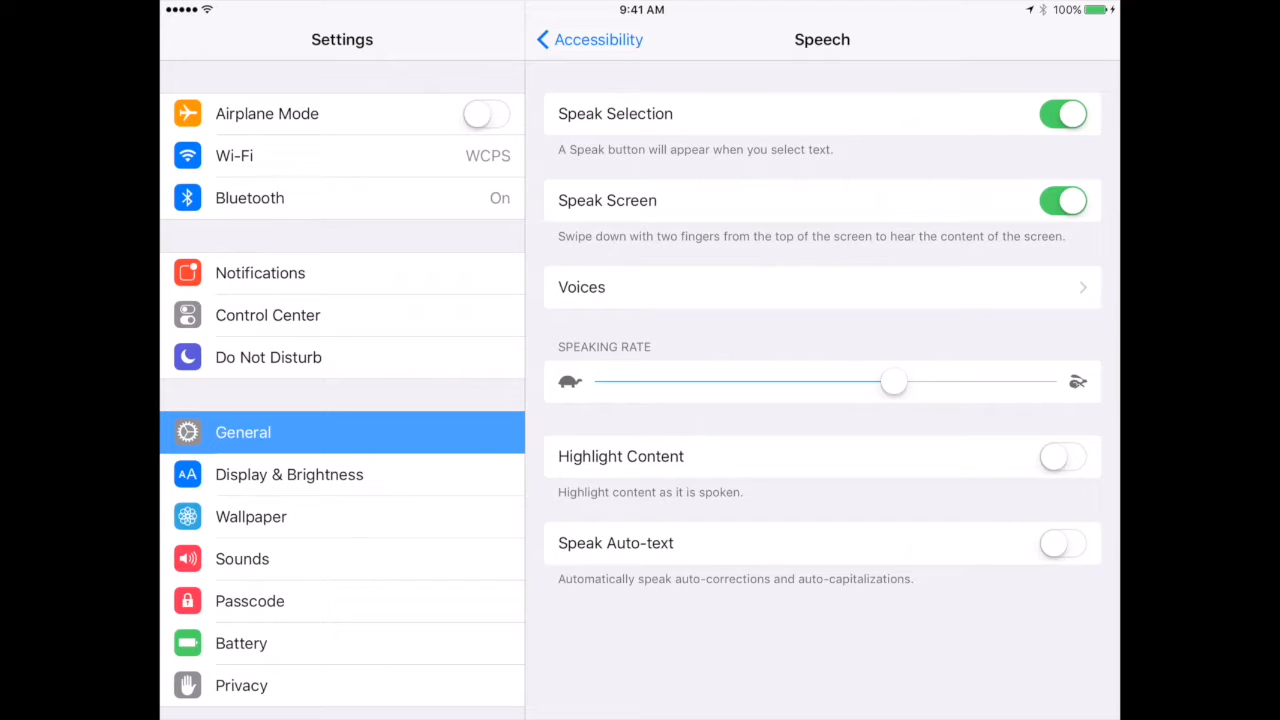 9:41 AM
100%
Settings
Accessibility
Speech
Airplane Mode
Wi-Fi
WCPS
Bluetooth
On
Notifications
Control Center
Do Not Disturb
General
AA Display & Brightness
Wallpaper
Sounds
Passcode
Battery
Privacy
Speak Selection
A Speak button will appear when you select text.
Speak Screen
Swipe down with two fingers from the top of the screen to hear the content of the screen.
Voices
SPEAKING RATE
Highlight Content
Highlight content as it is spoken.
Speak Auto-text
Automatically speak auto-corrections and auto-capitalizations.